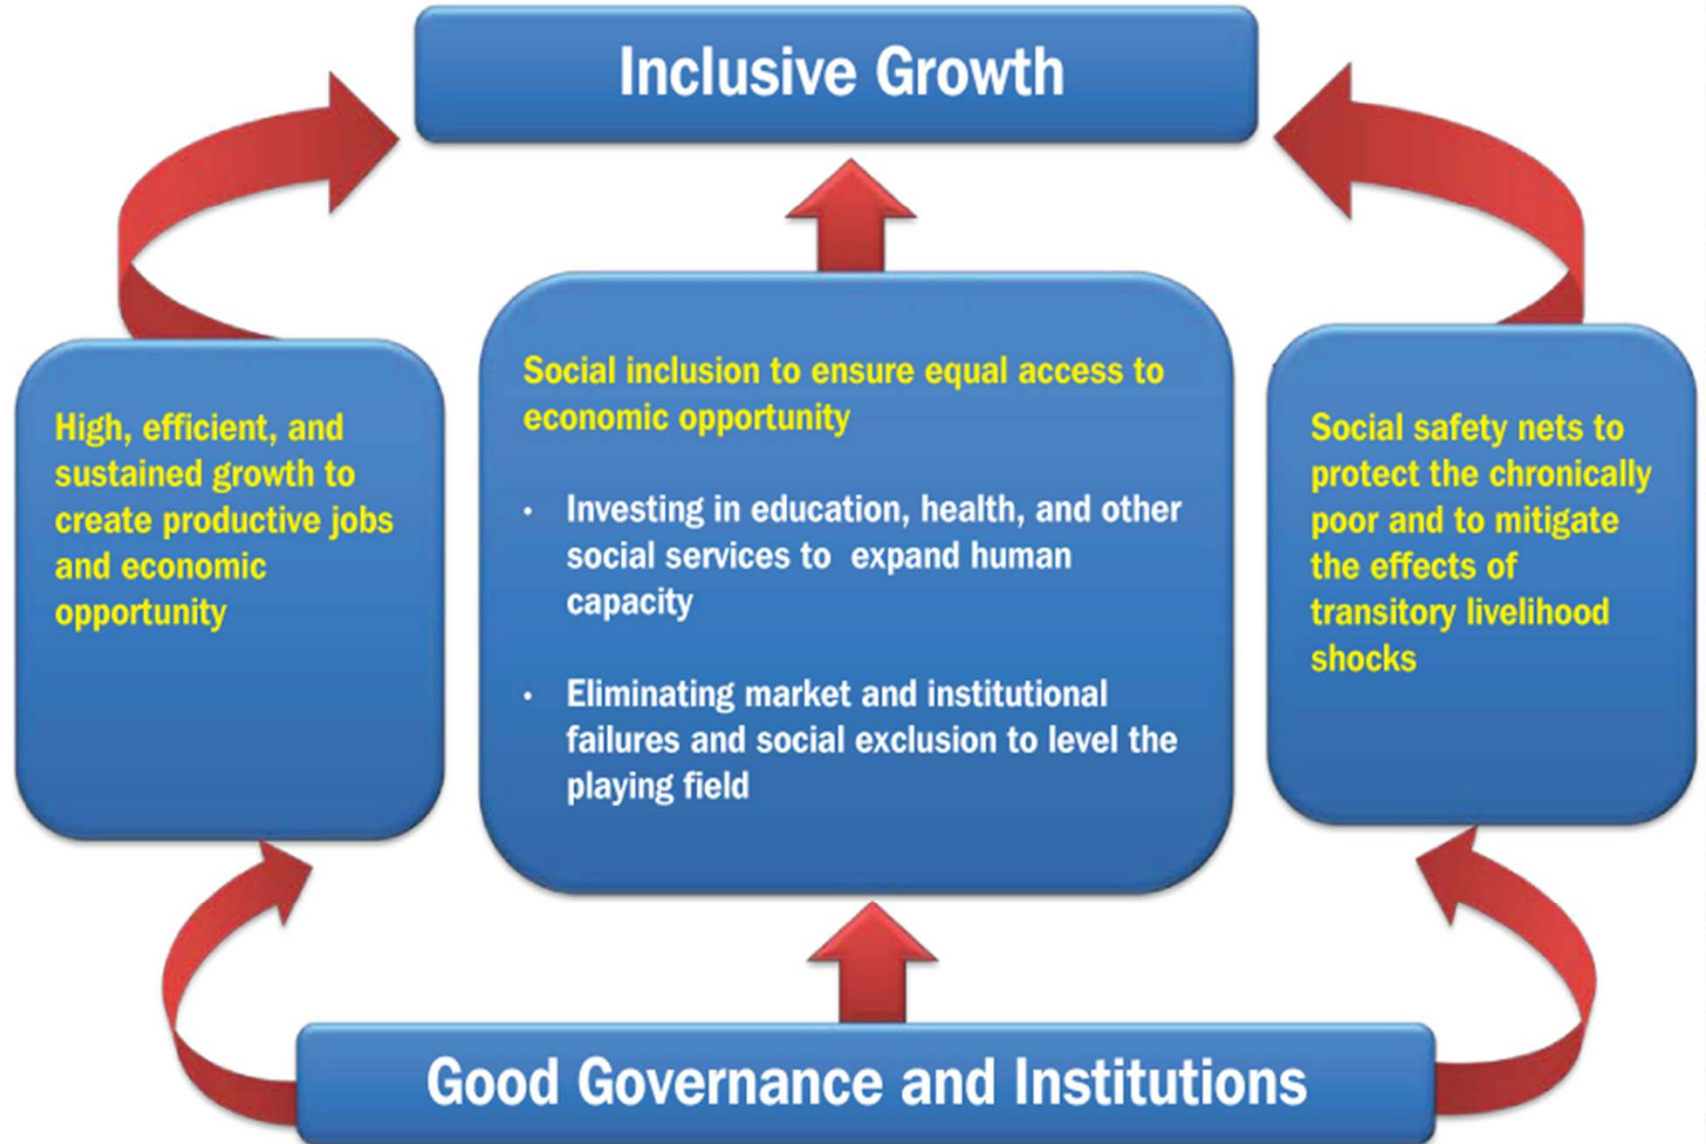 Inclusive Growth
High, efficient, and
sustained growth to
create productive jobs
and economic
opportunity
Social inclusion to ensure equal access to
economic opportunity
• Investing in education, health, and other
social services to expand human
capacity
• Eliminating market and institutional
failures and social exclusion to level the
playing field
Social safety nets to
protect the chronically
poor and to mitigate
the effects of
transitory livelihood
shocks
Good Governance and Institutions